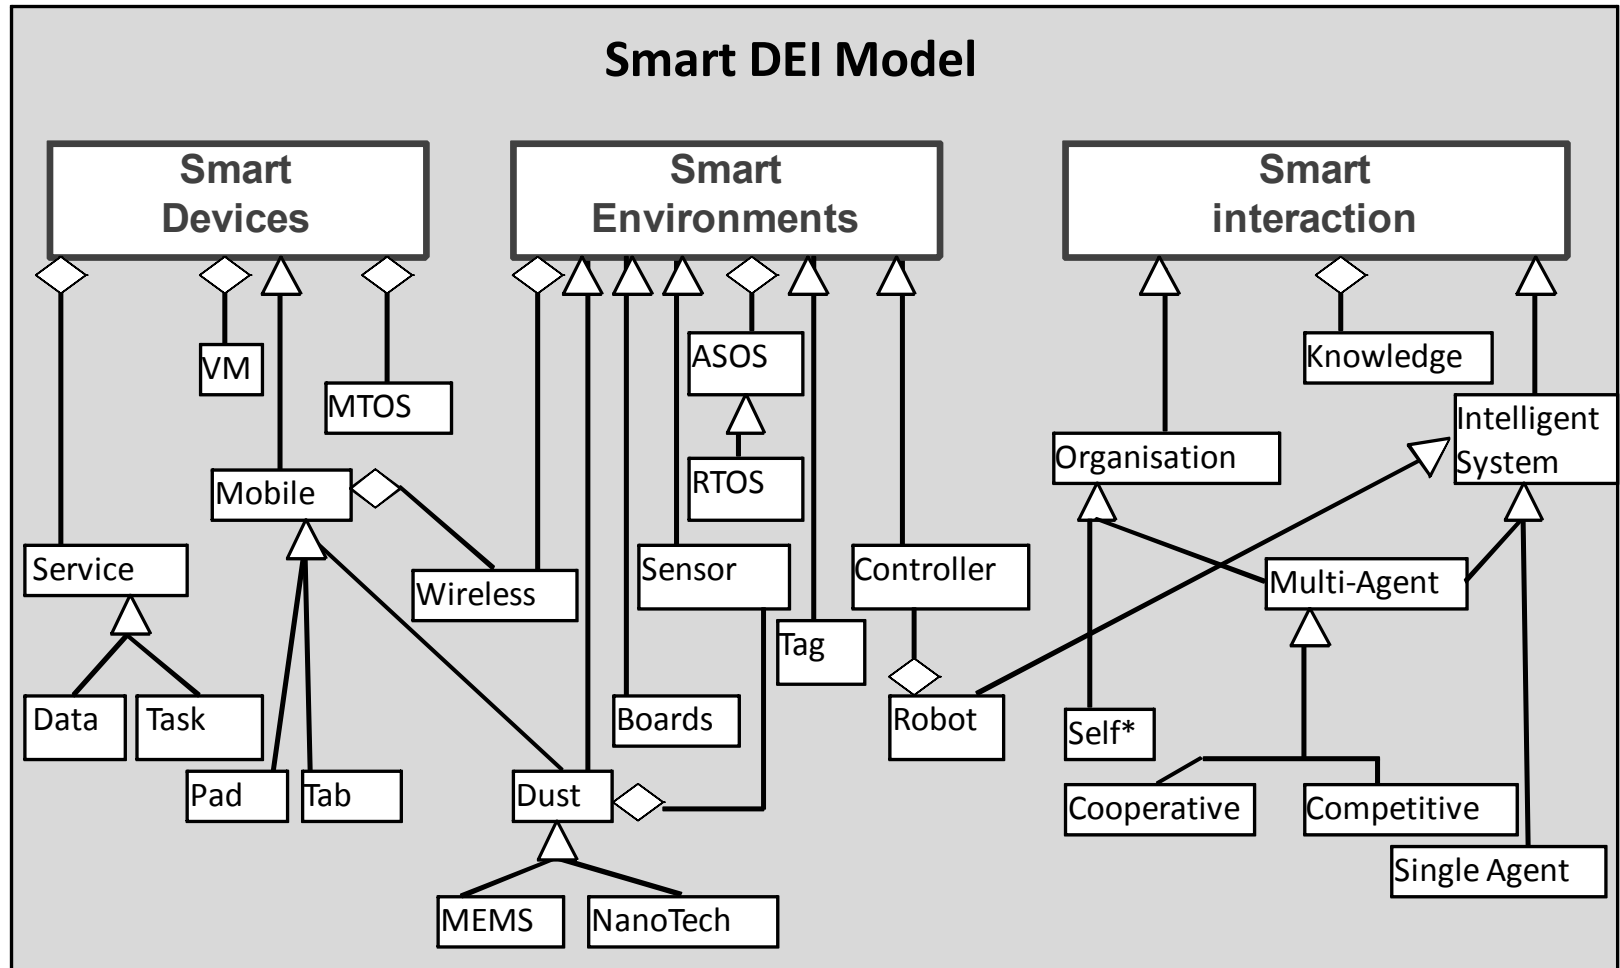 Smart DEI Model
Smart
Devices
Smart
Environments
Smart
interaction
VM
MTOS
ASOS
Knowledge
RTOS
Intelligent
System
Organisation
Mobile
Service
Wireless
Sensor
Controller
Multi-Agent
Tag
Data
Task
Boards
Robot
Self*
Pad
Tab
Dust
Cooperative
Competitive
Single Agent
MEMS
NanoTech